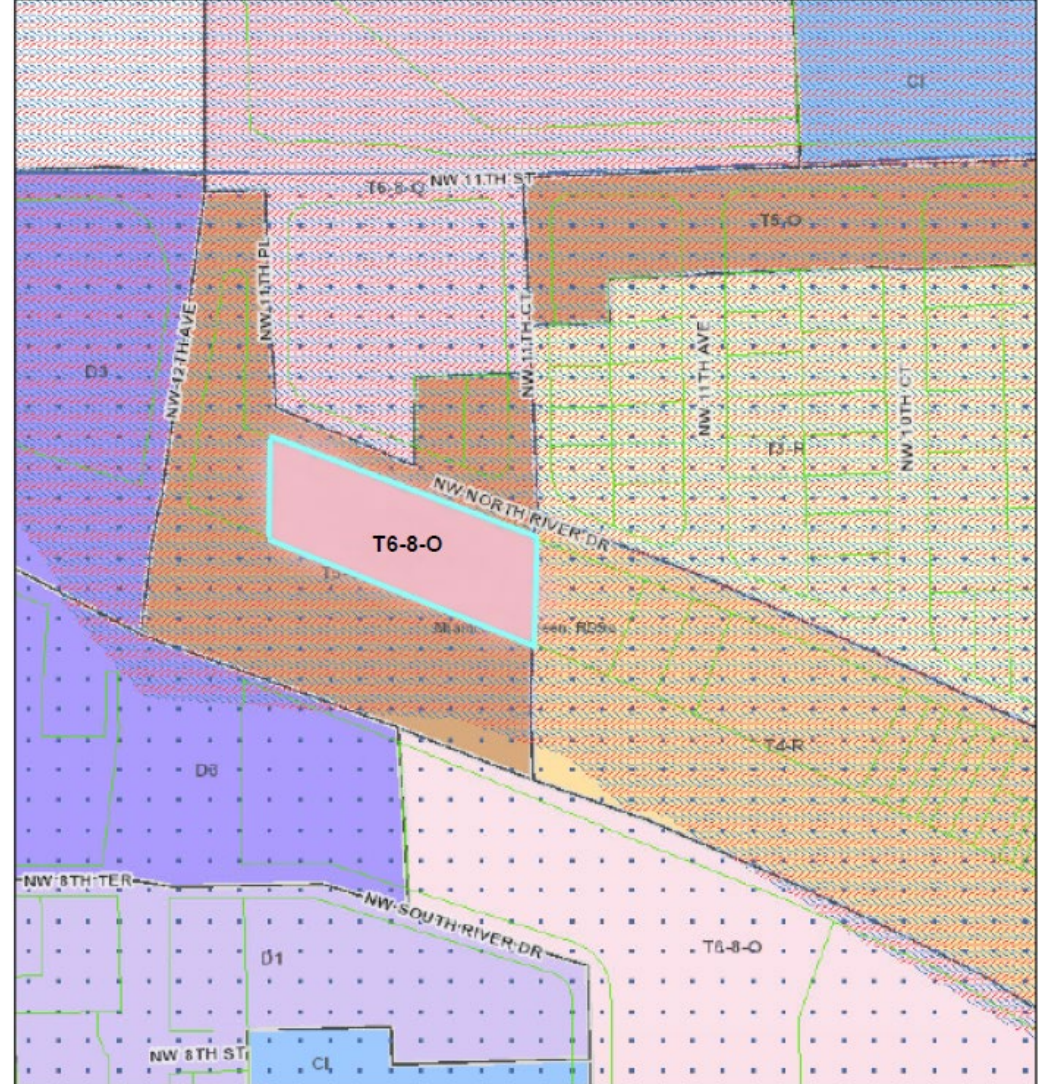 CI
NW 11TH ST
T6-8-O
T5-O
NW 11TH PL
NW 12TH AVE
NW 11TH CT
NW 11TH AVE
NW 10TH CT
D3
T3-R
NW NORTH RIVER DR
T6-8-O
T4-R
NW 8TH TER
NW SOUTH RIVER DR
T6-8-O
D1
NW 8TH ST
CI